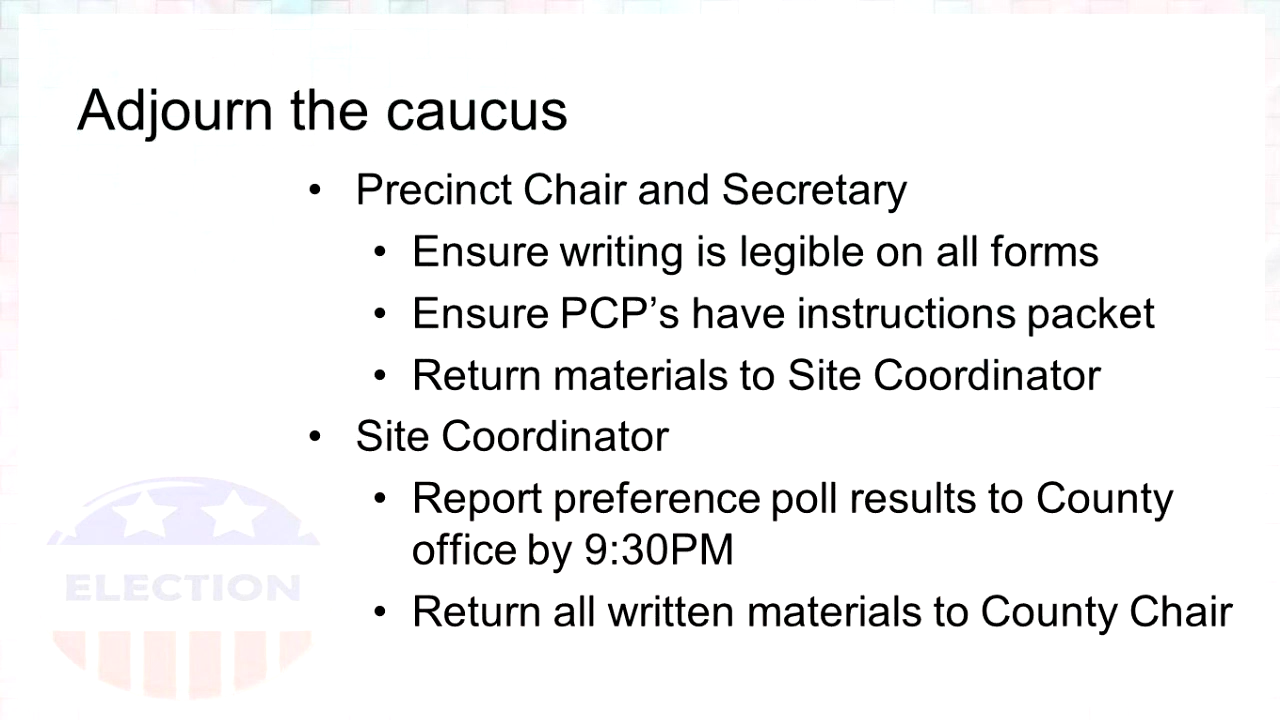 Adjourn the caucus
• Precinct Chair and Secretary
• Ensure writing is legible on all forms
• Ensure PCP’s have instructions packet
• Return materials to Site Coordinator
• Site Coordinator
• Report preference poll results to County
office by 9:30PM
• Return all written materials to County Chair
ELECTION